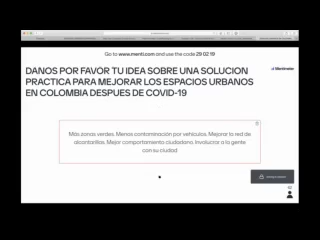 Go to www.menti.com and use the code 29 02 19
Mentimeter
DANOS POR FAVOR TU IDEA SOBRE UNA SOLUCION
PRACTICA PARA MEJORAR LOS ESPACIOS URBANOS
EN COLOMBIA DESPUES DE COVID-19
Más zonas verdes. Menos contaminación por vehículos. Mejorar la red de
alcantarillas. Mejor comportamiento ciudadano. Involucrar a la gente
con su ciudad